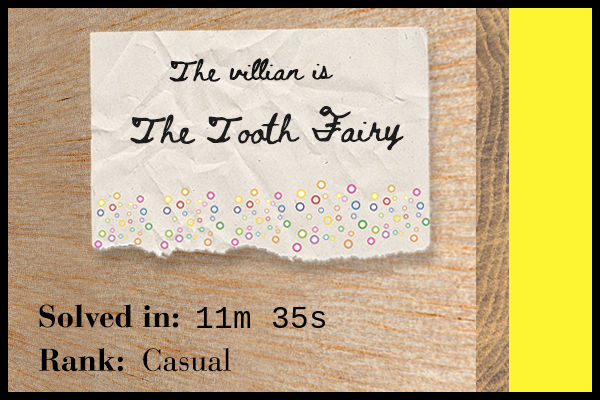 The villian is
The Tooth Fairy
Solved in: 11m 35s
Rank: Casual